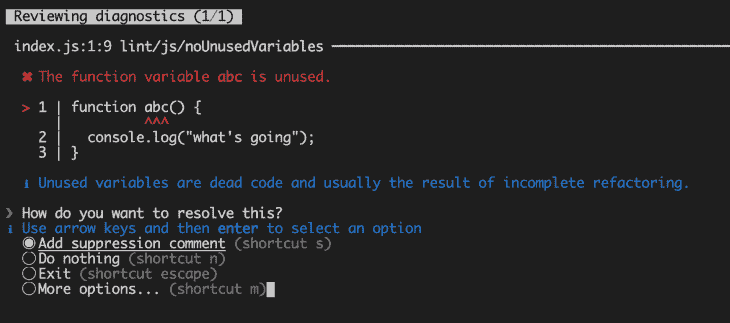 Reviewing diagnostics (1/1)
index.js:1:9 lint/js/noUnusedVariables
✖ The function variable abc is unused.
> 1 | function abc() {
| ^^^
2 | console.log("what's going");
3 | }
ℹ Unused variables are dead code and usually the result of incomplete refactoring.
❯ How do you want to resolve this?
ℹ Use arrow keys and then enter to select an option
◉Add suppression comment (shortcut s)
◯Do nothing (shortcut n)
◯Exit (shortcut escape)
◯More options... (shortcut m)